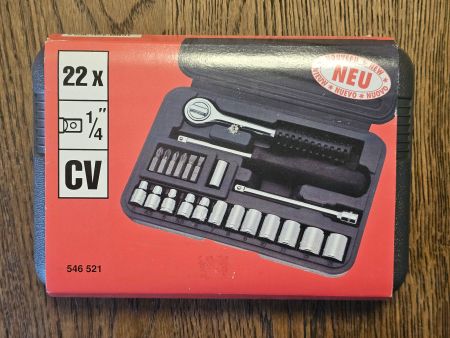 22 x
1/4"
CV
NOUVEAU
NEW
NEU
NUEVO
NUOVO
546 521